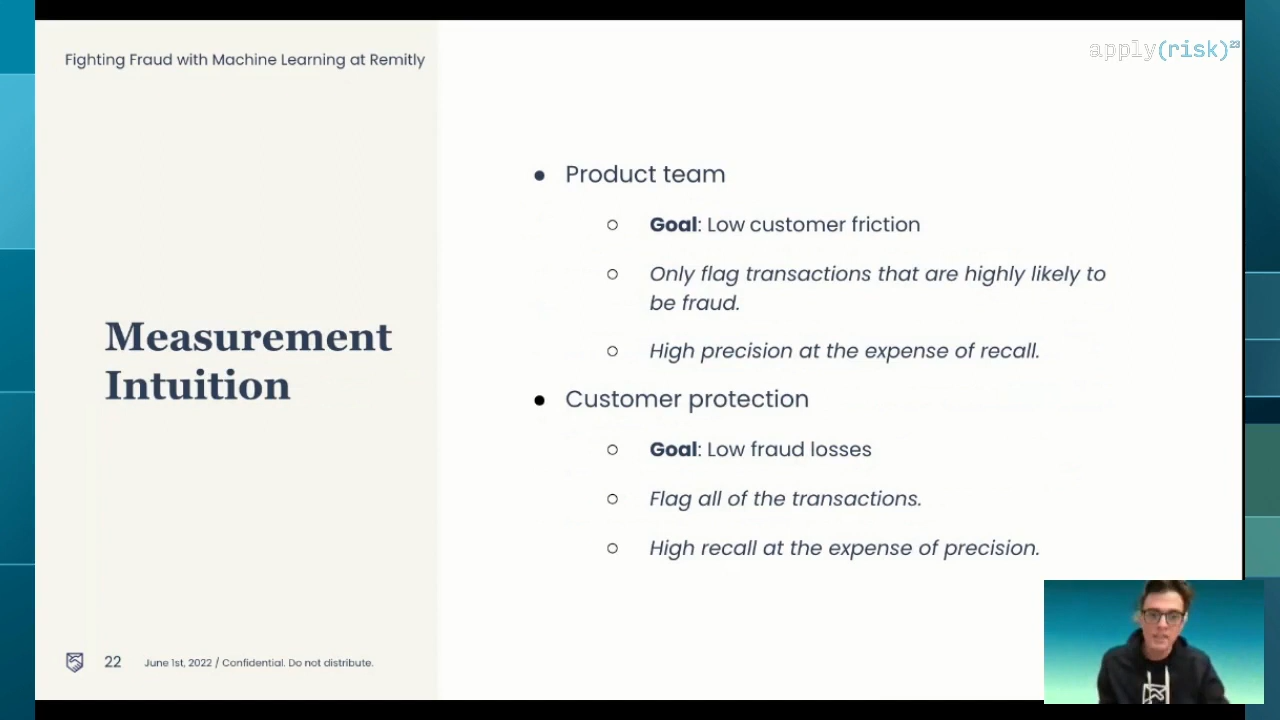 Fighting Fraud with Machine Learning at Remitly
apply(risk)23
Measurement
Intuition
● Product team
○ Goal: Low customer friction
○ Only flag transactions that are highly likely to
be fraud.
○ High precision at the expense of recall.
● Customer protection
○ Goal: Low fraud losses
○ Flag all of the transactions.
○ High recall at the expense of precision.
22 June 1st, 2022 / Confidential. Do not distribute.